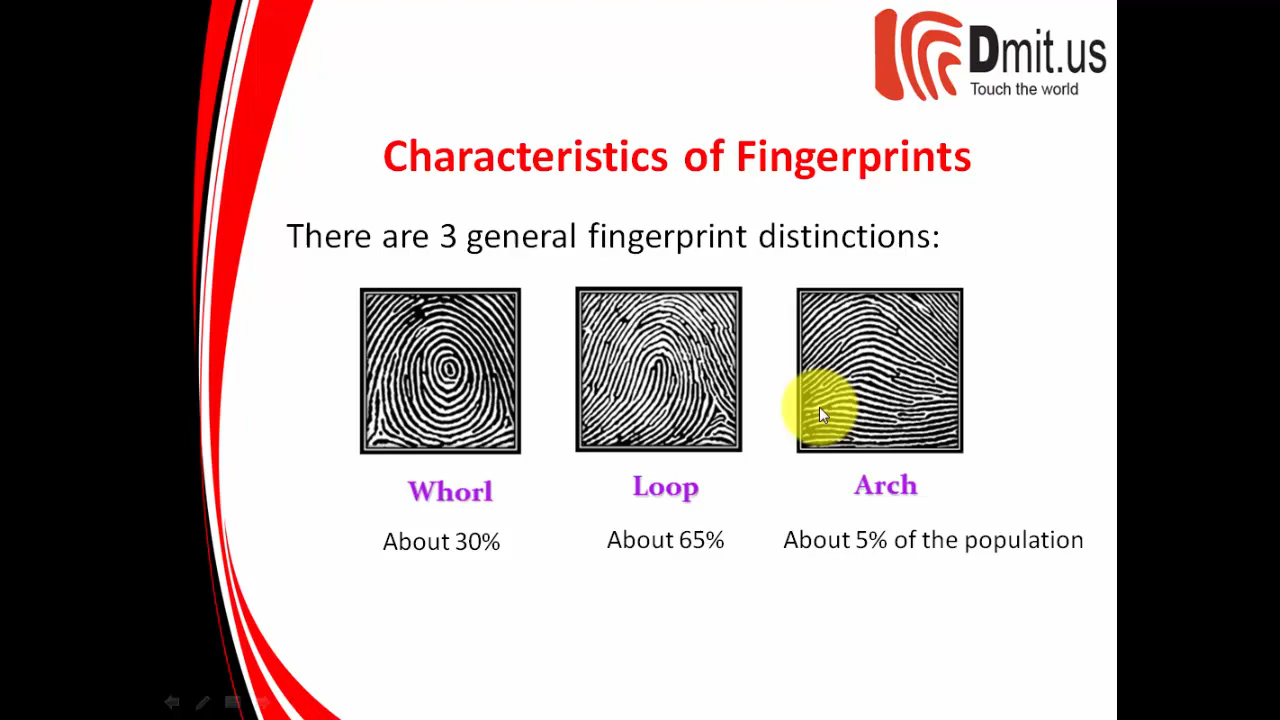 Dmit.us
Touch the world
Characteristics of Fingerprints
There are 3 general fingerprint distinctions:
Whorl Loop Arch
About 30% About 65% About 5% of the population